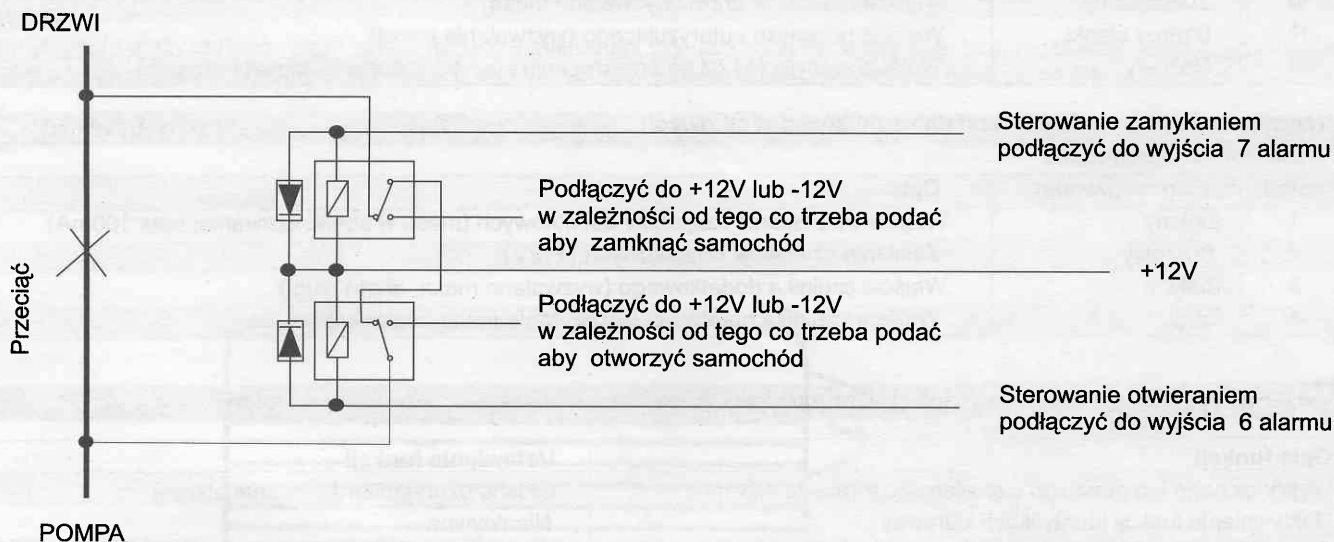 DRZWI
Sterowanie zamykaniem
podłączyć do wyjścia 7 alarmu
Podłączyć do +12V lub -12V
w zależności od tego co trzeba podać
aby zamknąć samochód
+12V
Przeciąć
Podłączyć do +12V lub -12V
w zależności od tego co trzeba podać
aby otworzyć samochód
Sterowanie otwieraniem
podłączyć do wyjścia 6 alarmu
POMPA